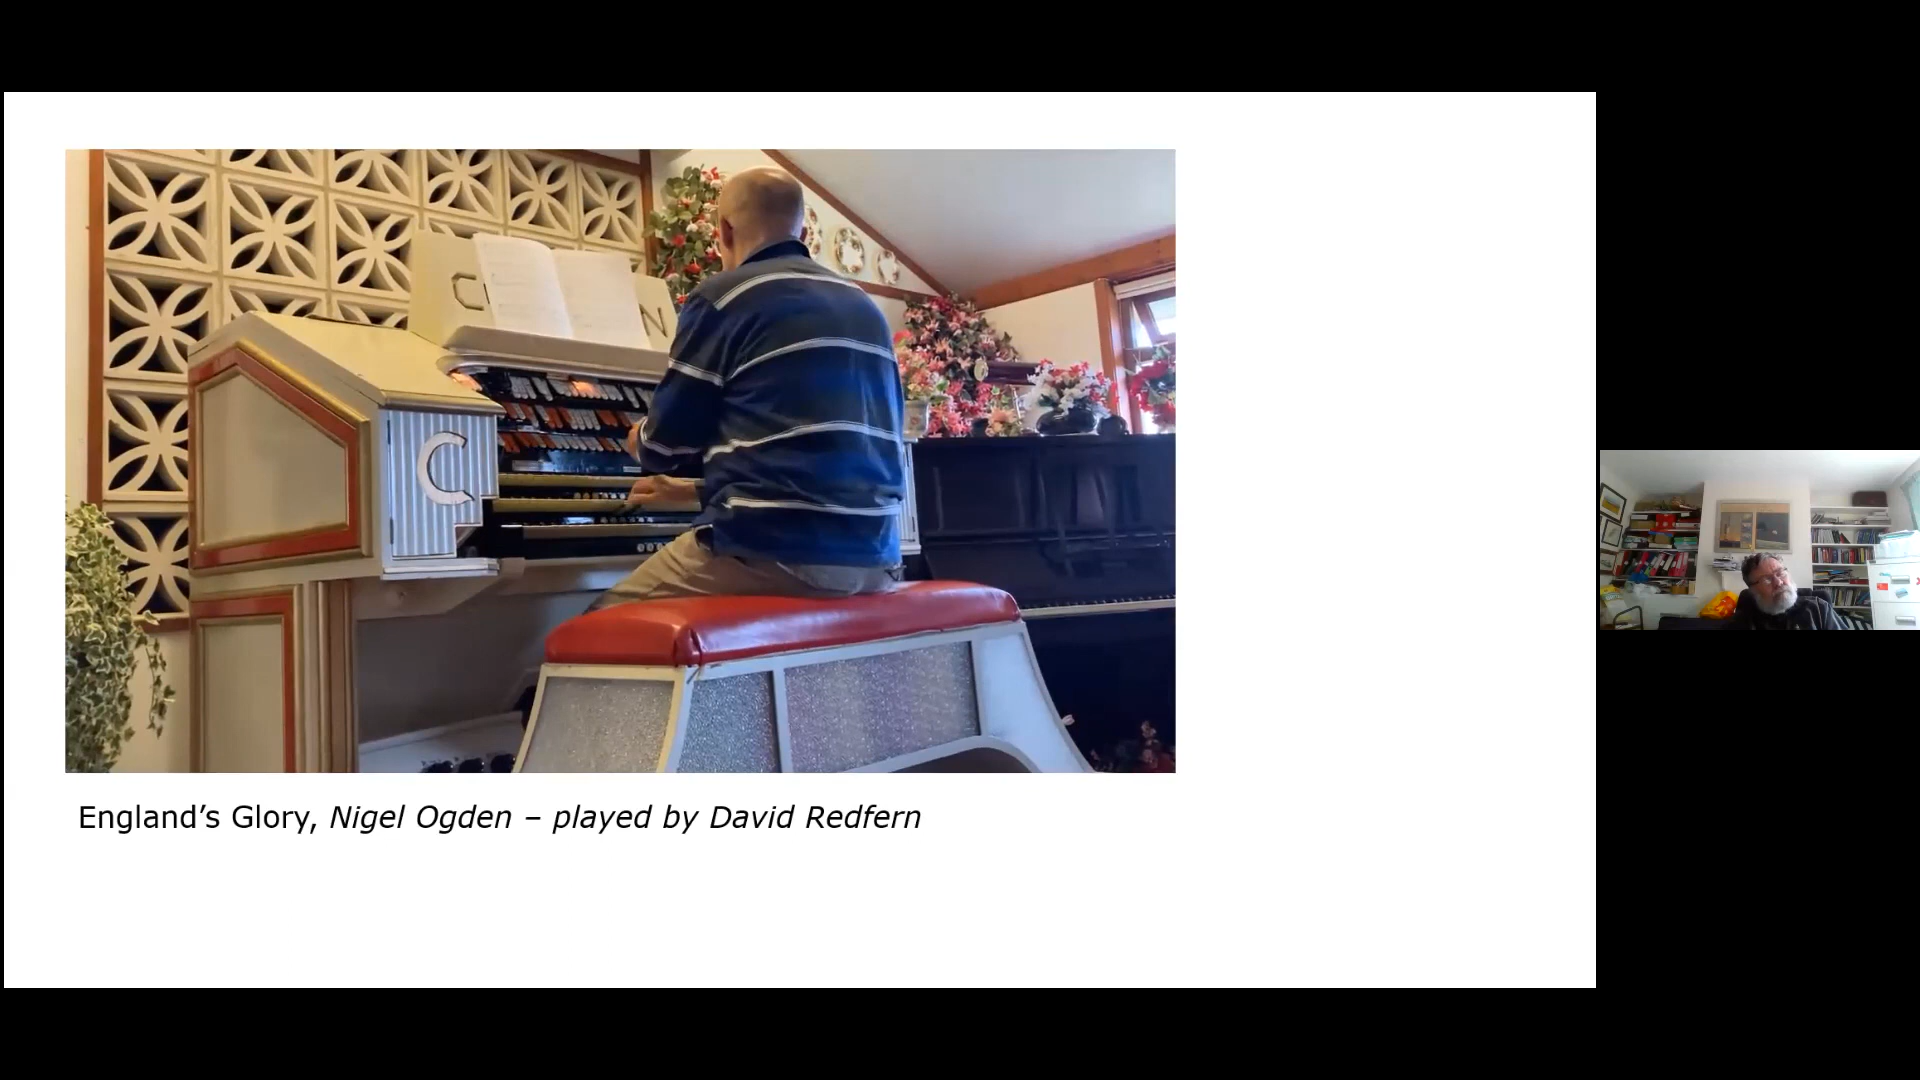 C N
C
England’s Glory, Nigel Ogden – played by David Redfern